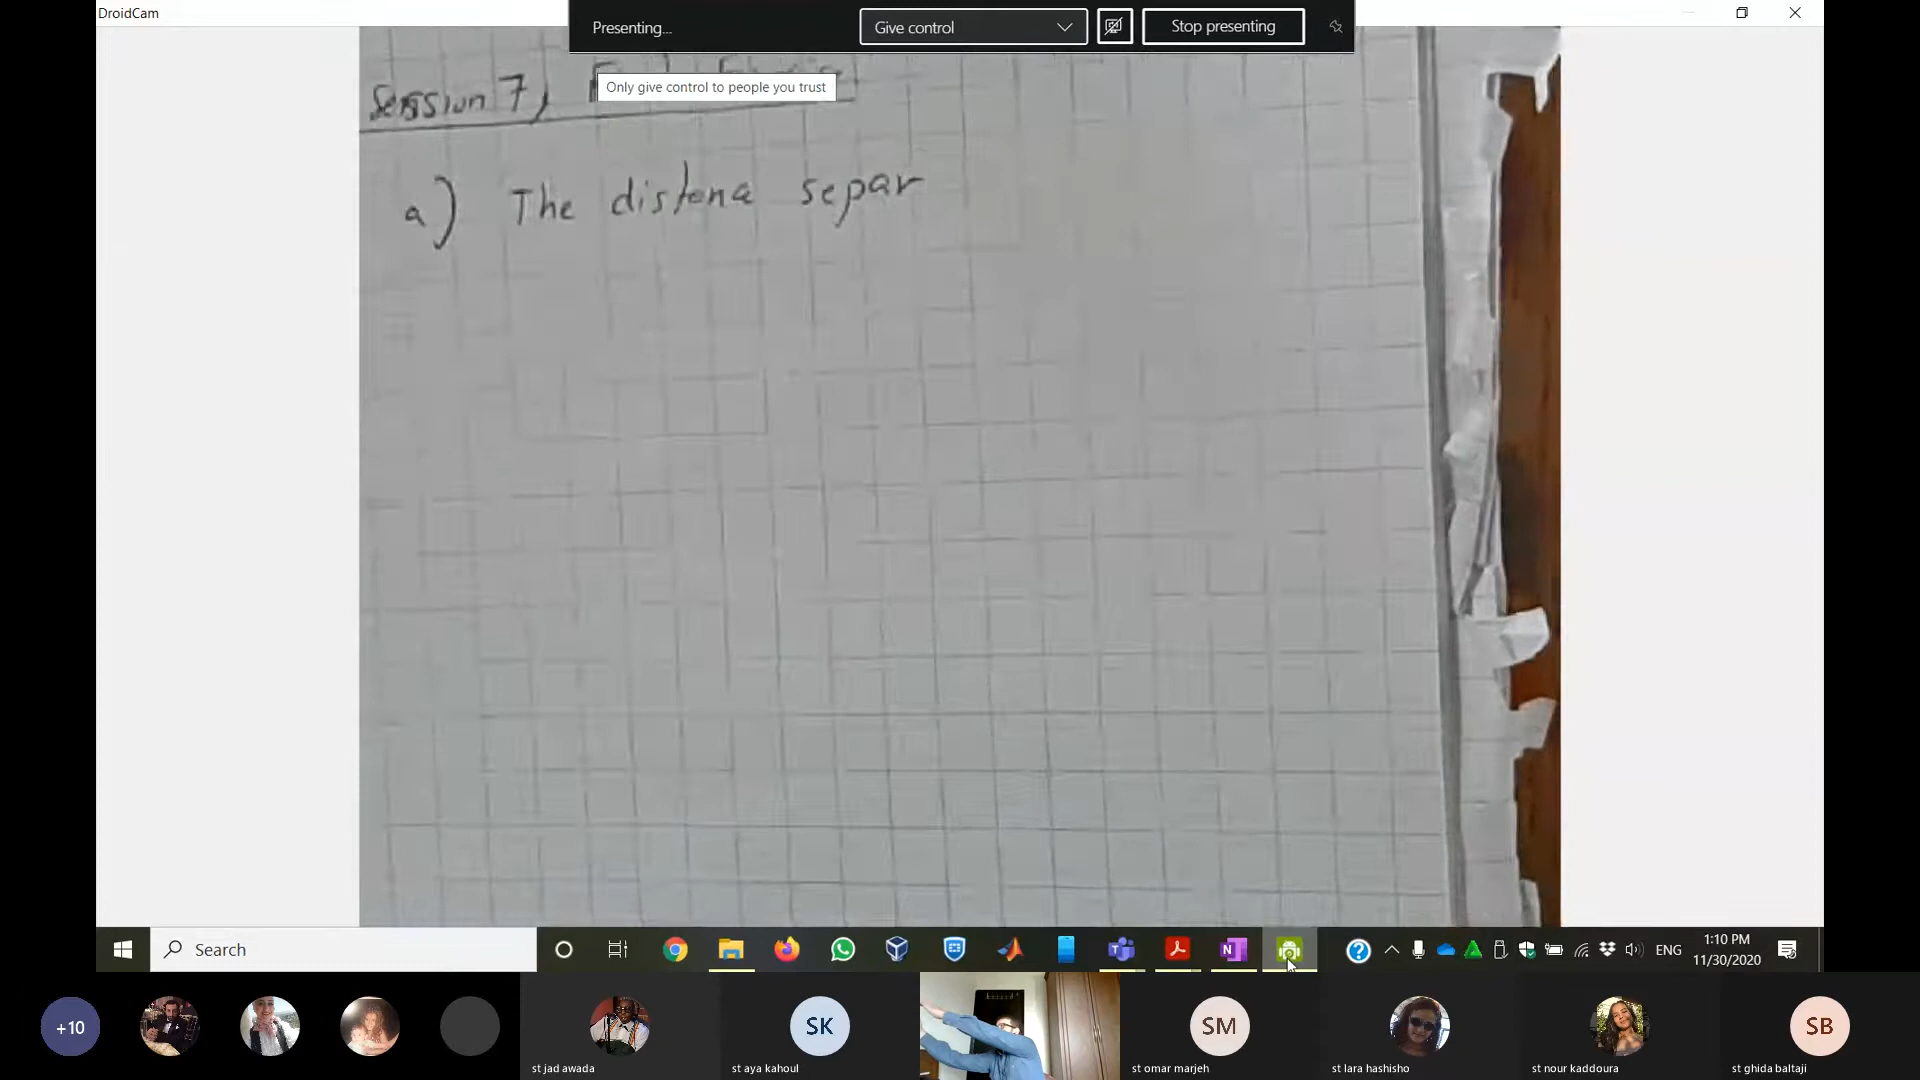 DroidCam
Presenting...
Give control
Stop presenting
Only give control to people you trust
Session 7,
a) The distance separ
Search
ENG
1:10 PM
11/30/2020
+10
SK
SM
SB
st jad awada
st aya kahoul
st omar marjeh
st lara hashisho
st nour kaddoura
st ghida baltaji